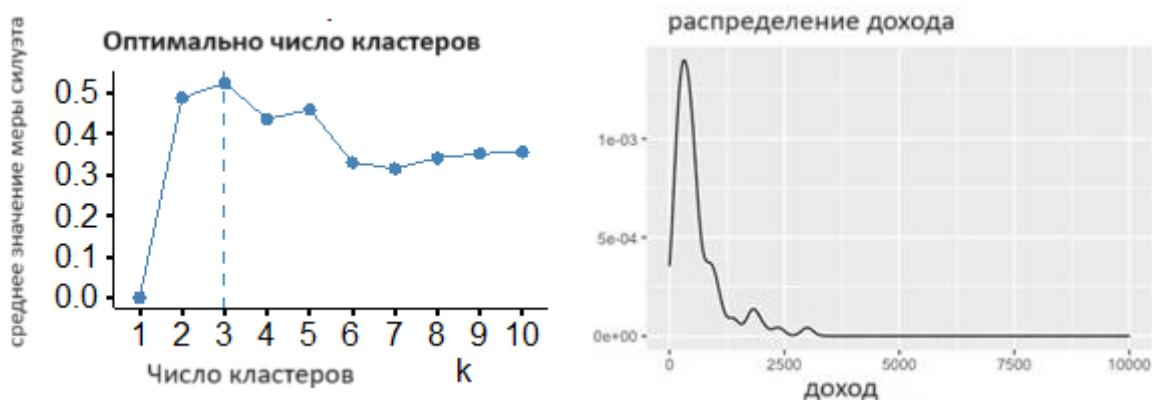 Оптимально число кластеров
среднее значение меры силуэта
0.5
0.4
0.3
0.2
0.1
0.0
1 2 3 4 5 6 7 8 9 10
Число кластеров k
распределение дохода
1e-03
5e-04
0e+00
0 2500 5000 7500 10000
доход